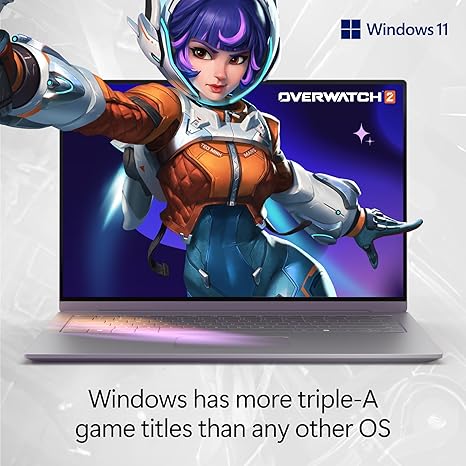 Windows 11
OVERWATCH 2
Windows has more triple-A
game titles than any other OS